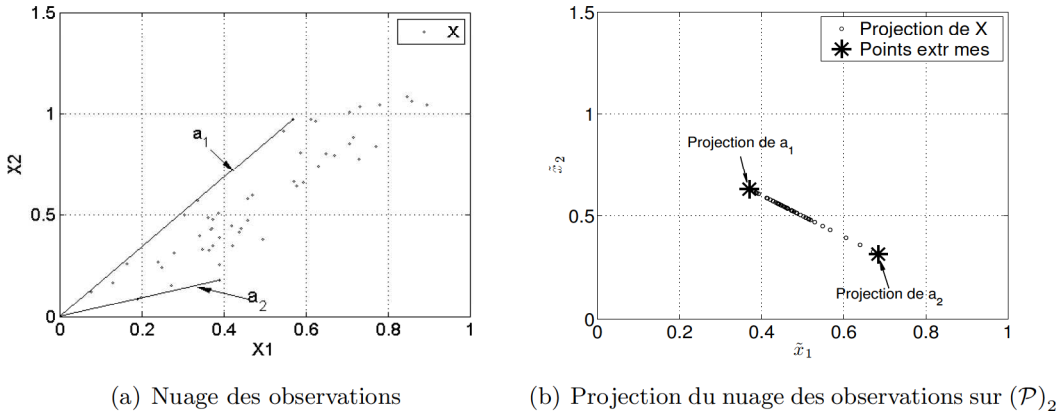 1.5
1
0.5
0
0
0.2
0.4
0.6
0.8
1
X1
X2
X
a1
a2
(a) Nuage des observations
1.5
1
0.5
0
0
0.2
0.4
0.6
0.8
1
x̃1
x̃2
Projection de X
Points extr mes
Projection de a1
Projection de a2
(b) Projection du nuage des observations sur (𝒫)2